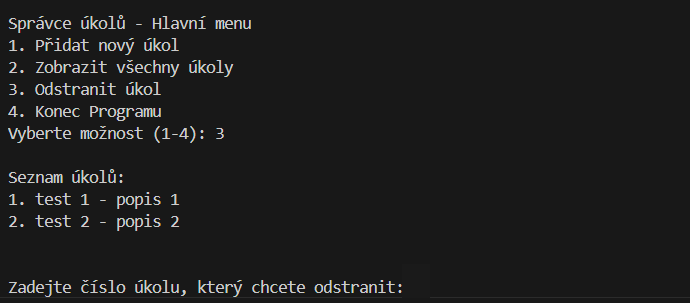 Správce úkolů - Hlavní menu
1. Přidat nový úkol
2. Zobrazit všechny úkoly
3. Odstranit úkol
4. Konec Programu
Vyberte možnost (1-4): 3
Seznam úkolů:
1. test 1 - popis 1
2. test 2 - popis 2
Zadejte číslo úkolu, který chcete odstranit: